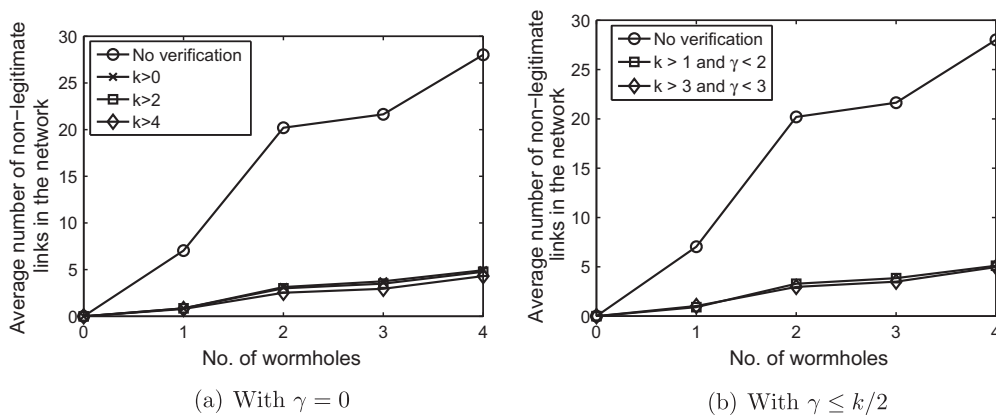 Average number of non-legitimate
links in the network
30
25
20
15
10
5
0
No verification
k>0
k>2
k>4
0 1 2 3 4
No. of wormholes
(a) With γ = 0
Average number of non-legitimate
links in the network
30
25
20
15
10
5
0
No verification
k > 1 and γ < 2
k > 3 and γ < 3
0 1 2 3 4
No. of wormholes
(b) With γ ≤ k/2